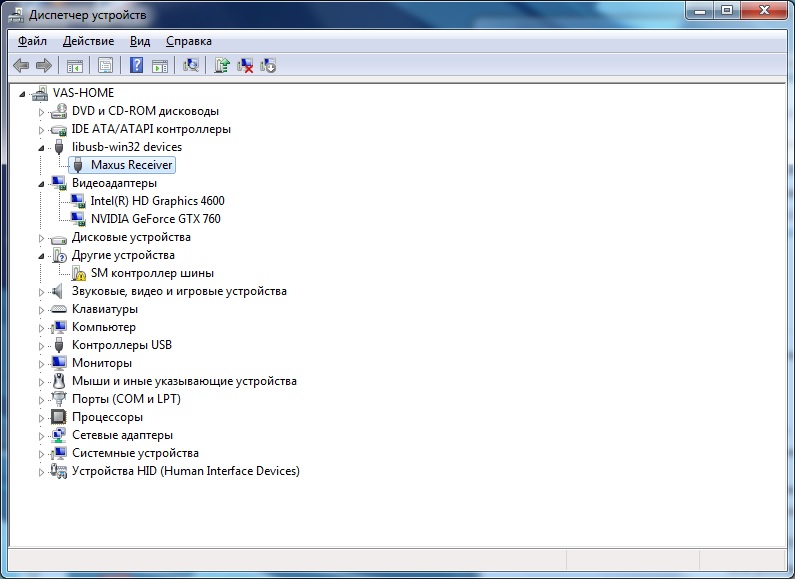 Диспетчер устройств
Файл Действие Вид Справка
VAS-HOME
DVD и CD-ROM дисководы
IDE ATA/ATAPI контроллеры
libusb-win32 devices
Maxus Receiver
Видеоадаптеры
Intel(R) HD Graphics 4600
NVIDIA GeForce GTX 760
Дисковые устройства
Другие устройства
SM контроллер шины
Звуковые, видео и игровые устройства
Клавиатуры
Компьютер
Контроллеры USB
Мониторы
Мыши и иные указывающие устройства
Порты (COM и LPT)
Процессоры
Сетевые адаптеры
Системные устройства
Устройства HID (Human Interface Devices)